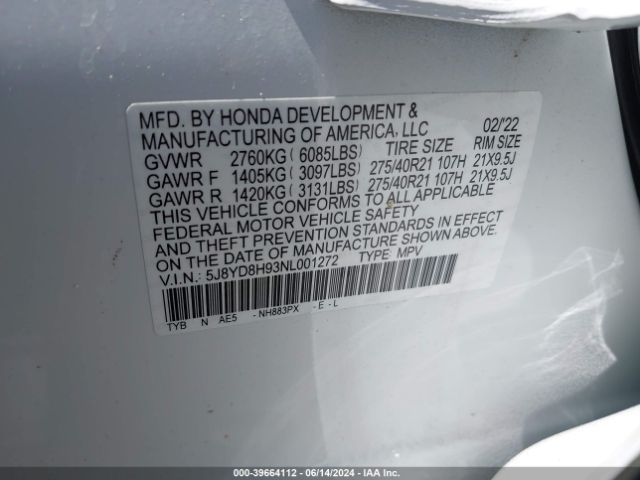 MFD. BY HONDA DEVELOPMENT &
MANUFACTURING OF AMERICA, LLC 02/'22
GVWR 2760KG ( 6085LBS) TIRE SIZE RIM SIZE
GAWR F 1405KG ( 3097LBS) 275/40R21 107H 21X9.5J
GAWR R 1420KG ( 3131LBS) 275/40R21 107H 21X9.5J
THIS VEHICLE CONFORMS TO ALL APPLICABLE
FEDERAL MOTOR VEHICLE SAFETY
AND THEFT PREVENTION STANDARDS IN EFFECT
ON THE DATE OF MANUFACTURE SHOWN ABOVE.
V.I.N.: 5J8YD8H93NL001272 TYPE: MPV
TYB N AE5 -NH883PX -E-L
000-39664112 - 06/14/2024 - IAA Inc.